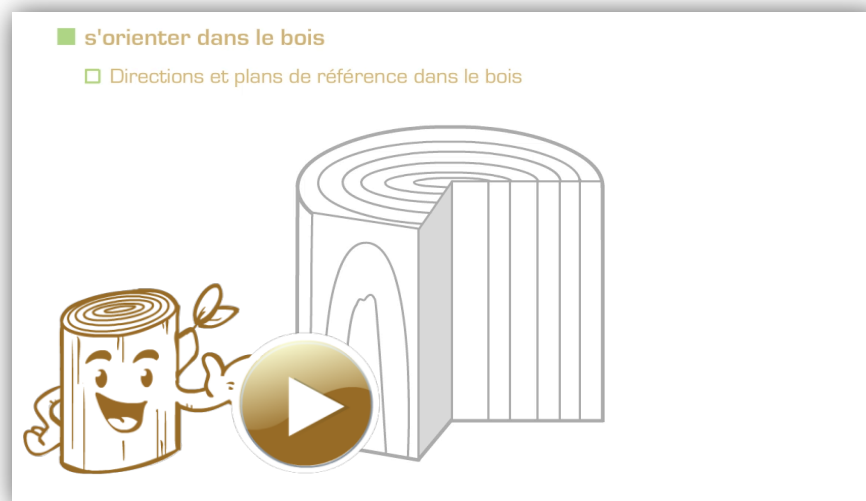 s'orienter dans le bois
Directions et plans de référence dans le bois